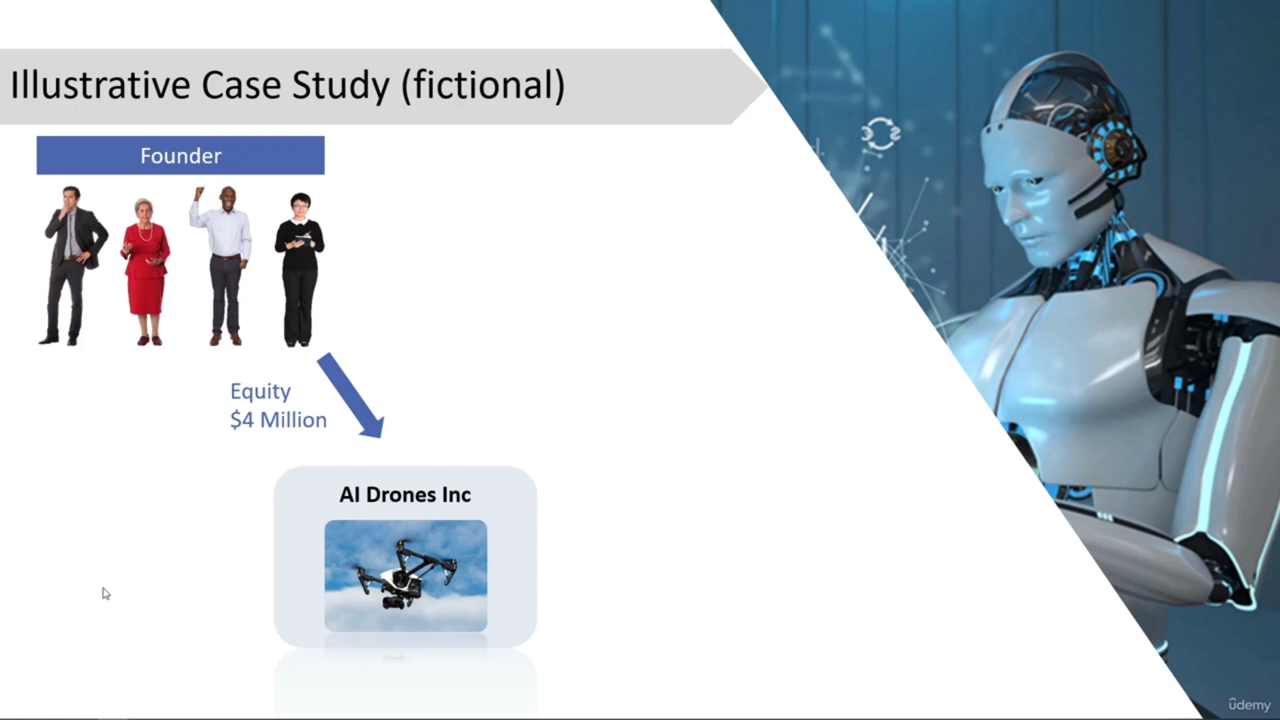 Illustrative Case Study (fictional)
Founder
Equity
$4 Million
AI Drones Inc
ûdemy